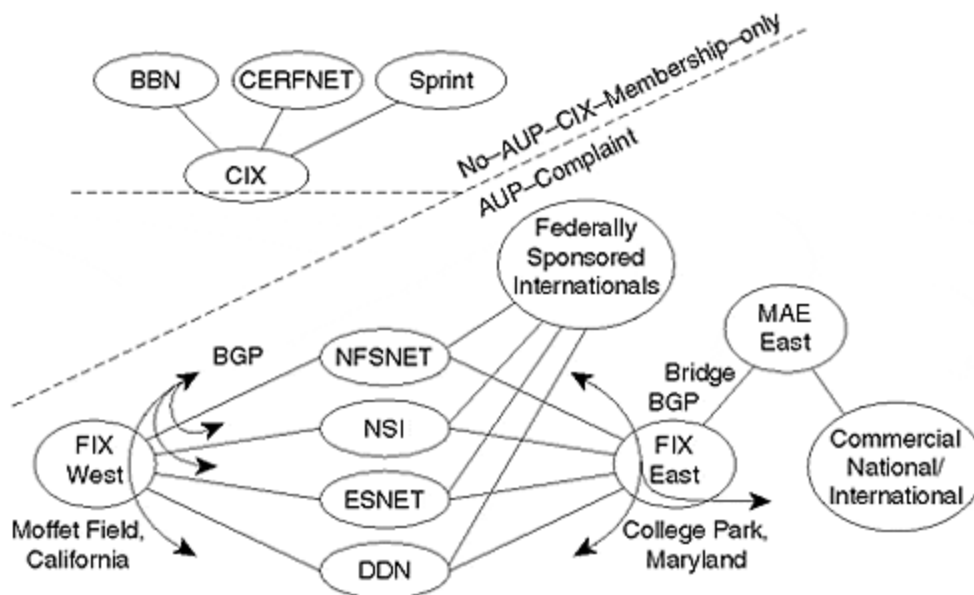 BBN
CERFNET
Sprint
CIX
No–AUP–CIX–Membership–only
AUP–Complaint
Federally
Sponsored
Internationals
MAE
East
BGP
NFSNET
Bridge
BGP
NSI
FIX
West
FIX
East
Commercial
National/
International
ESNET
Moffet Field,
California
College Park,
Maryland
DDN